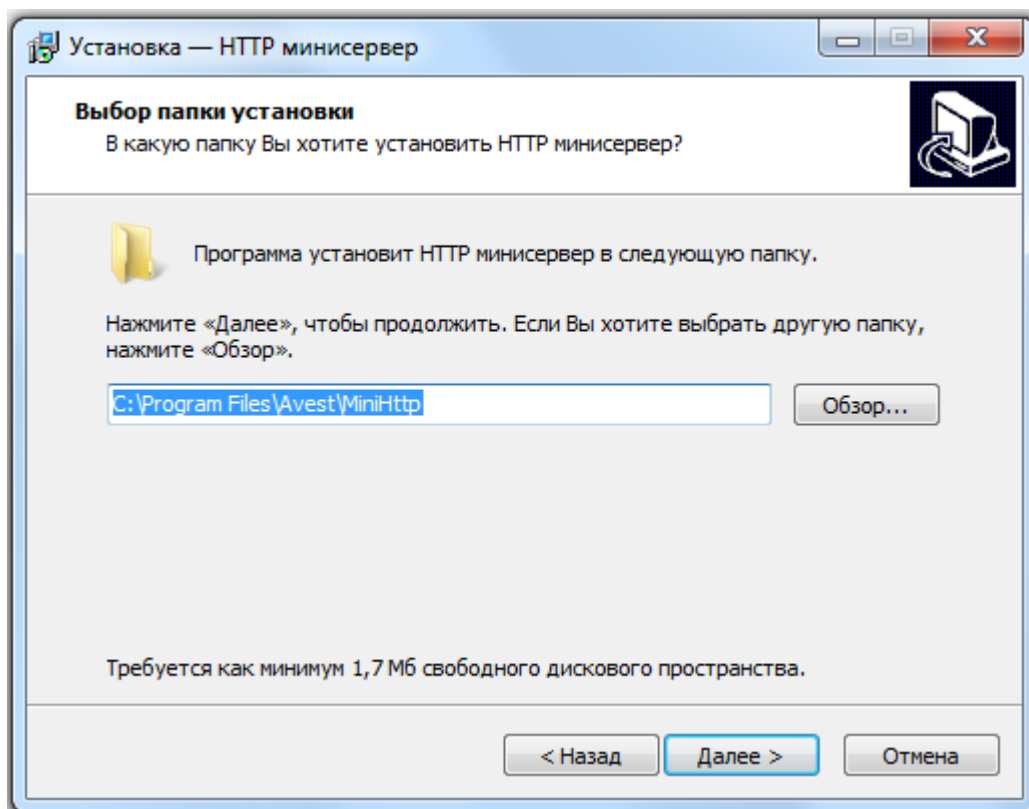 Установка — HTTP минисервер
Выбор папки установки
В какую папку Вы хотите установить HTTP минисервер?
Программа установит HTTP минисервер в следующую папку.
Нажмите «Далее», чтобы продолжить. Если Вы хотите выбрать другую папку,
нажмите «Обзор».
C:\Program Files\Avest\MiniHttp
Обзор...
Требуется как минимум 1,7 Мб свободного дискового пространства.
< Назад
Далее >
Отмена